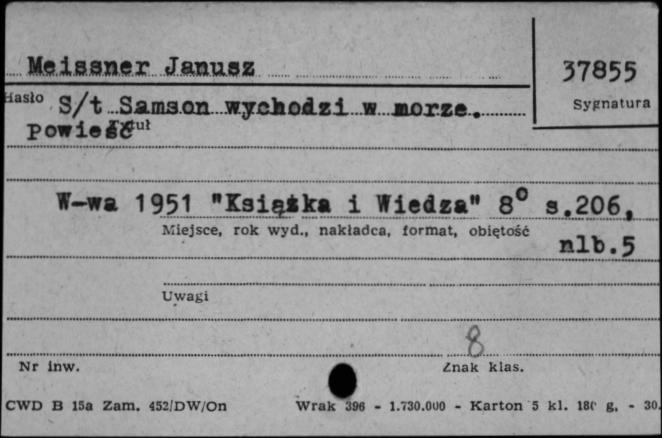 Meissner Janusz
37855
Hasło S/t Samson wychodzi w morze.
Sygnatura
Powieść
W-wa 1951 "Książka i Wiedza" 8° s.206,
Miejsce, rok wyd., nakładca, format, obiętość
nlb.5
Uwagi
8
Nr inw.
Znak klas.
CWD B 15a Zam. 452/DW/On Wrak 396 - 1.730.000 - Karton 5 kl. 180 g. - 30.